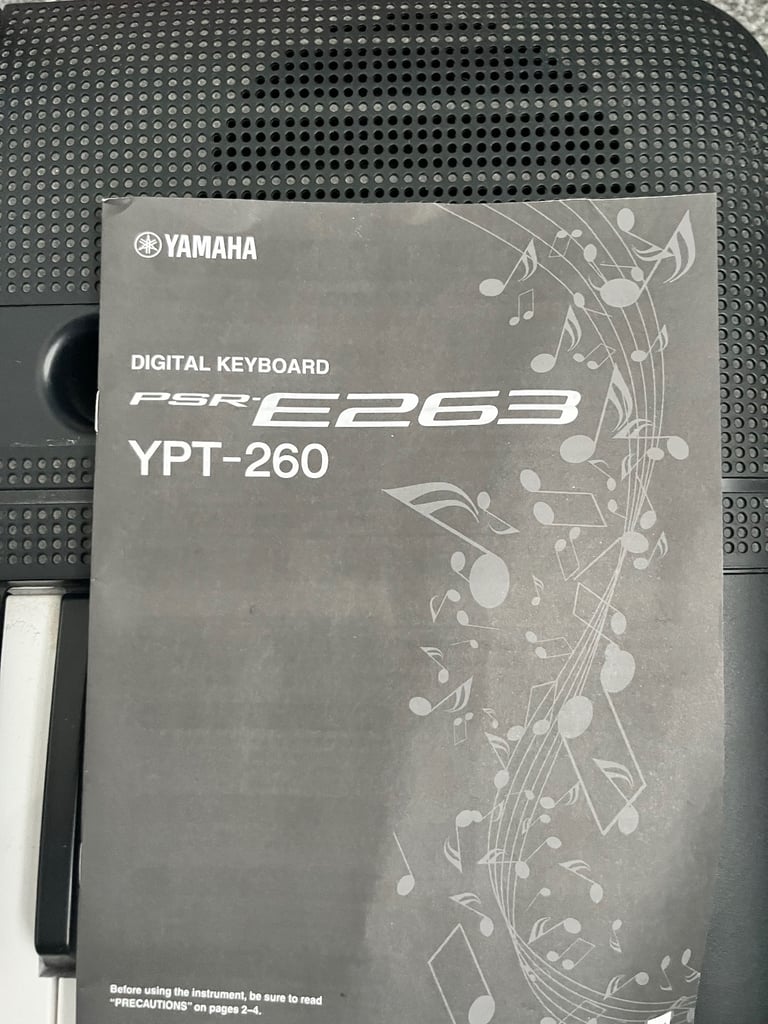 YAMAHA
DIGITAL KEYBOARD
PSR-E263
YPT-260
Before using the instrument, be sure to read
"PRECAUTIONS" on pages 2–4.